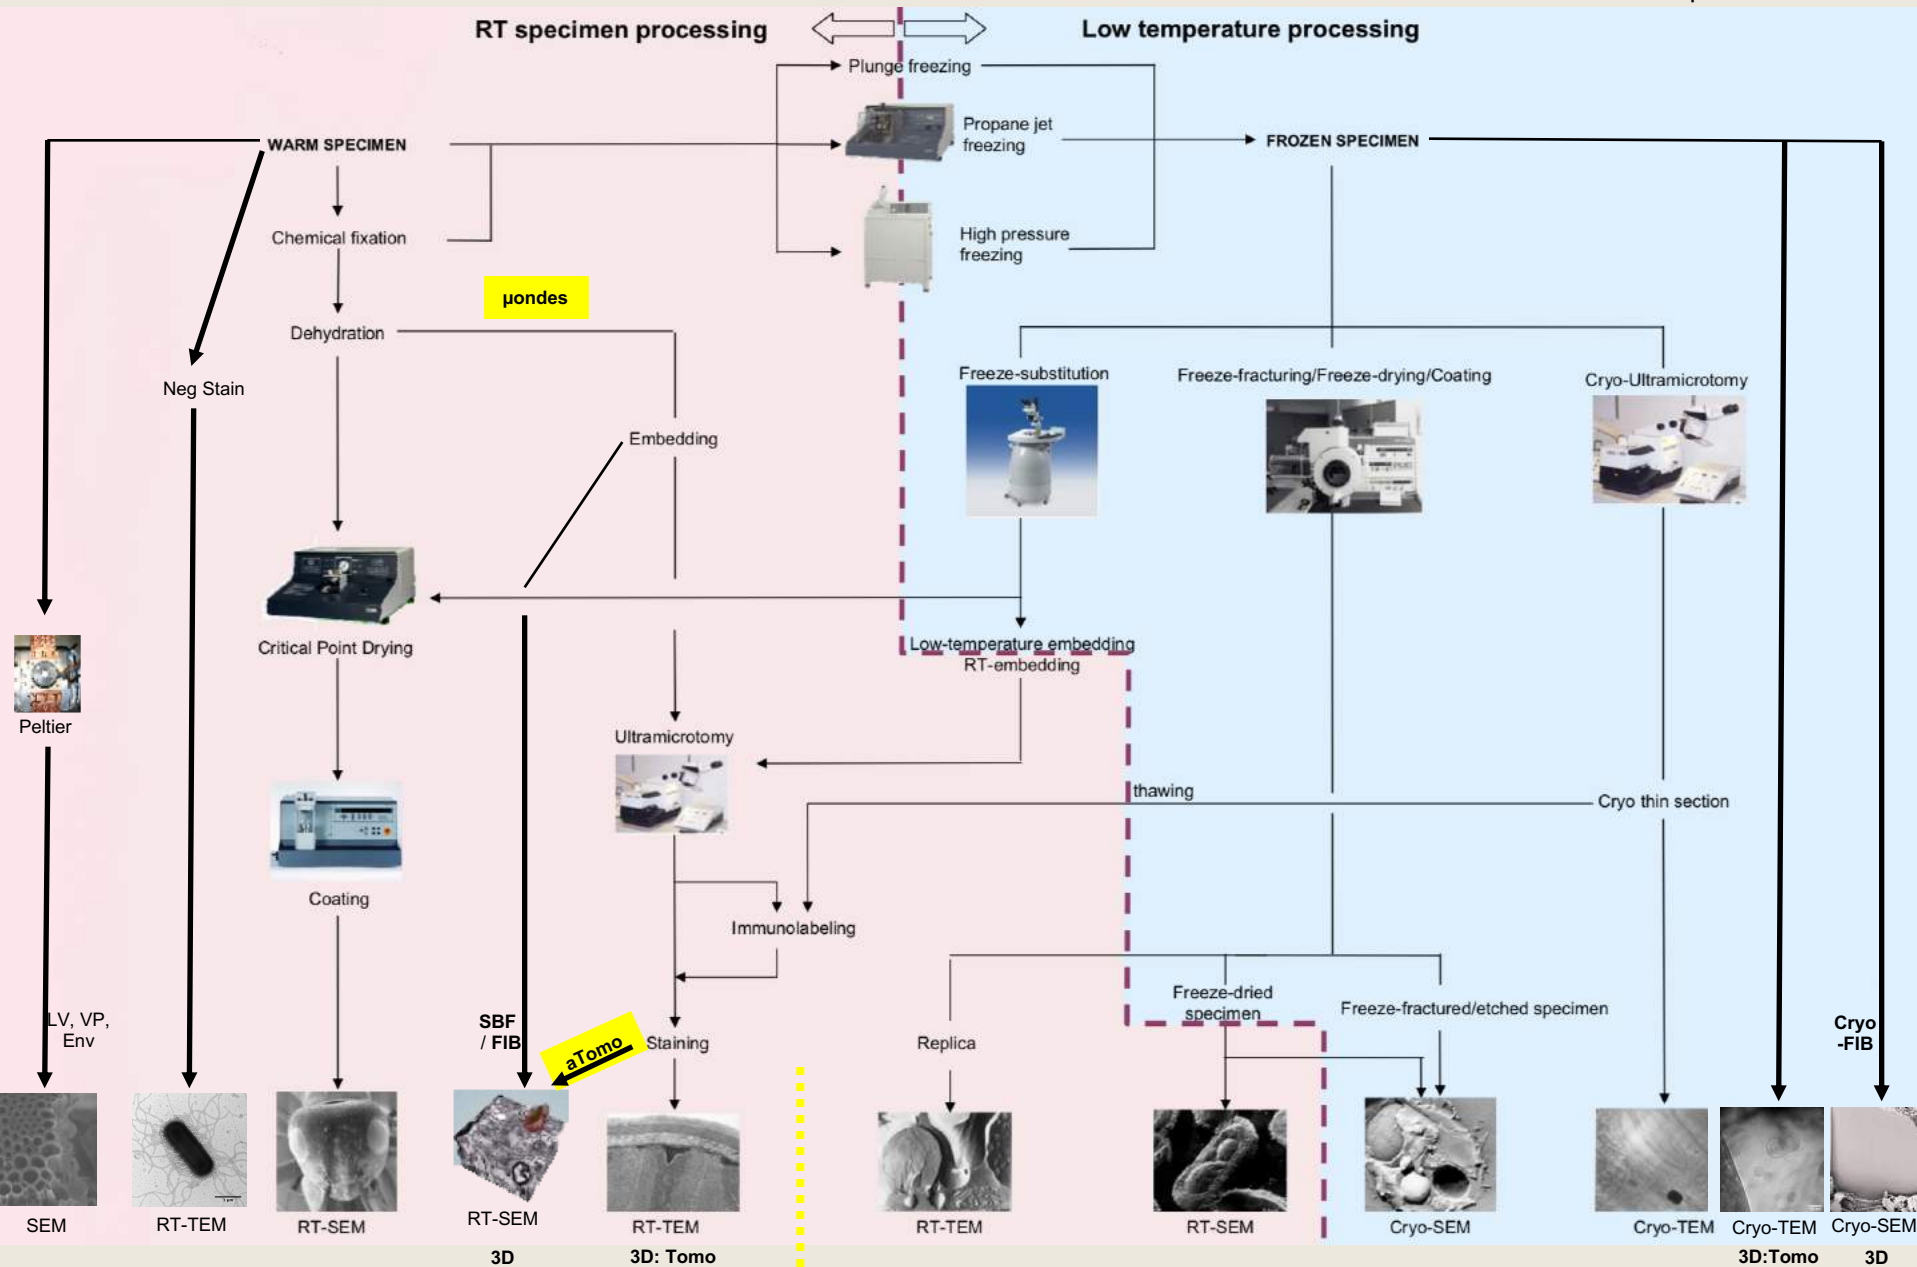 RT specimen processing
Low temperature processing
Plunge freezing
Propane jet
freezing
WARM SPECIMEN
FROZEN SPECIMEN
Chemical fixation
High pressure
freezing
µondes
Dehydration
Neg Stain
Freeze-substitution
Freeze-fracturing/Freeze-drying/Coating
Cryo-Ultramicrotomy
Embedding
Critical Point Drying
Low-temperature embedding
RT-embedding
Peltier
Ultramicrotomy
thawing
Cryo thin section
Coating
Immunolabeling
LV, VP,
Env
SBF
/ FIB
aTomo
Staining
Replica
Freeze-dried
specimen
Freeze-fractured/etched specimen
Cryo
-FIB
SEM
RT-TEM
RT-SEM
RT-SEM
RT-TEM
RT-TEM
RT-SEM
Cryo-SEM
Cryo-TEM
Cryo-TEM
Cryo-SEM
3D
3D: Tomo
3D:Tomo
3D